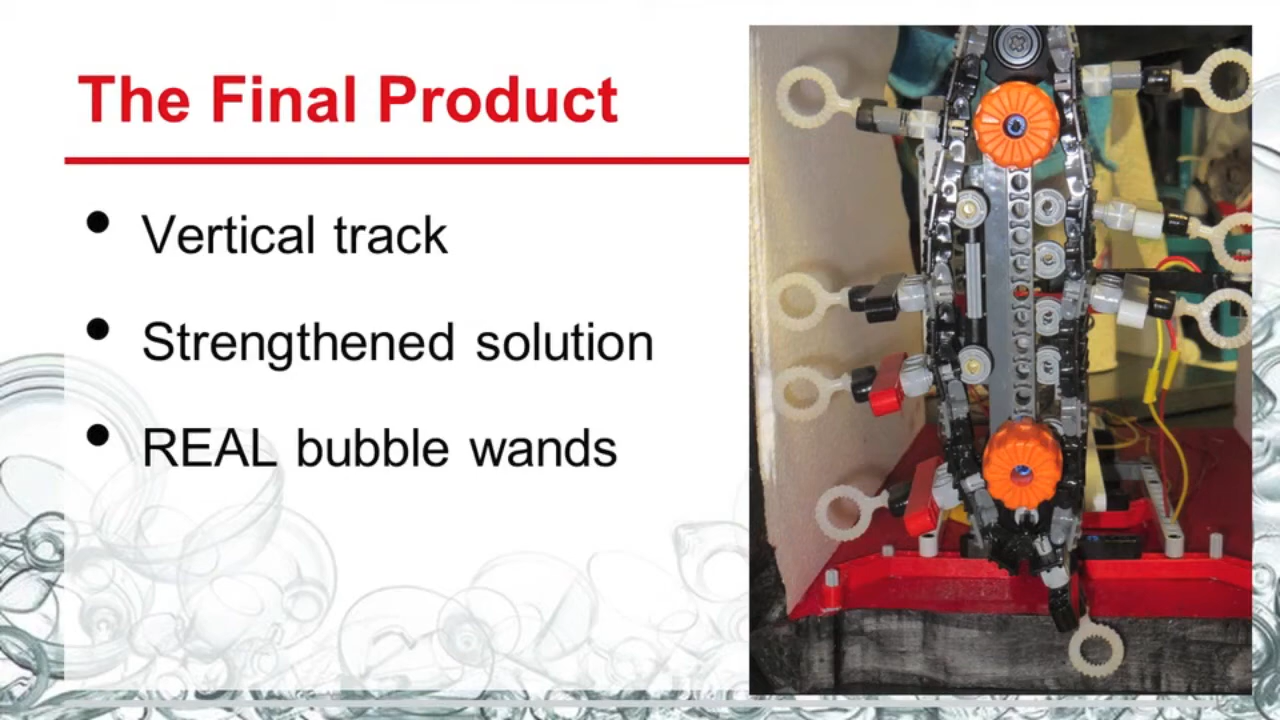 The Final Product
• Vertical track
• Strengthened solution
• REAL bubble wands